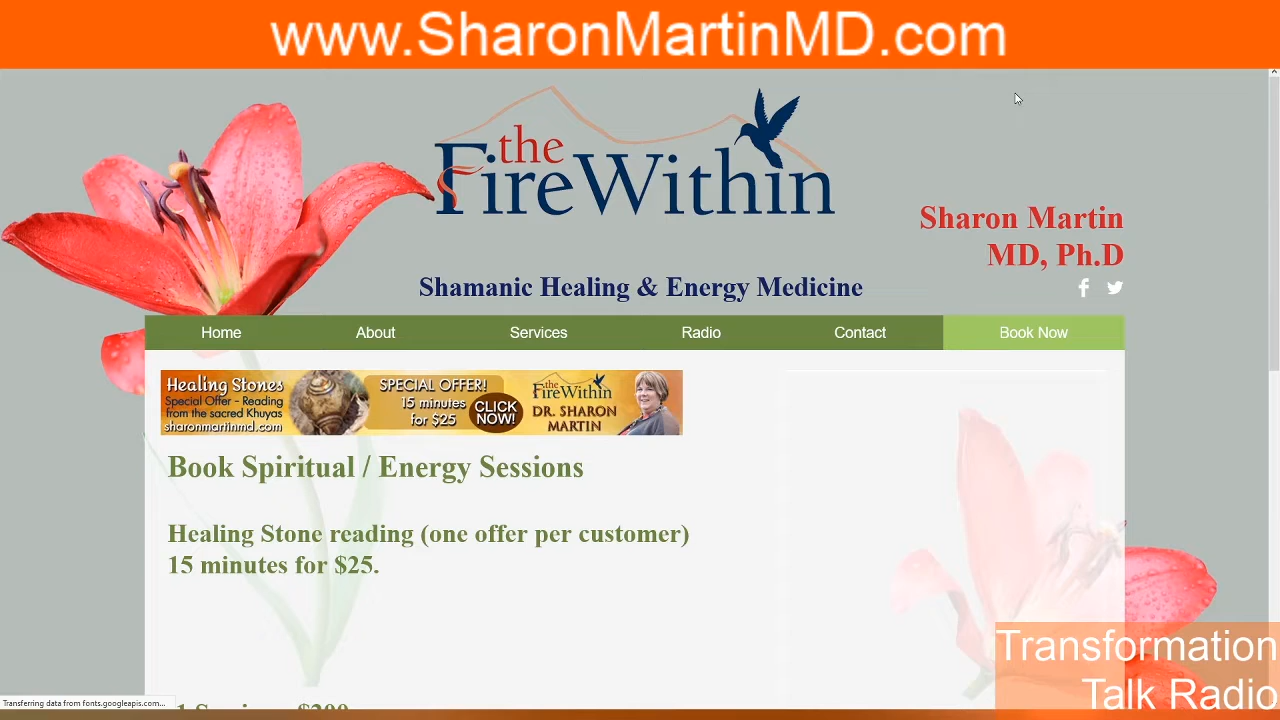 www.SharonMartinMD.com
the
FireWithin
Sharon Martin
MD, Ph.D
Shamanic Healing & Energy Medicine
Home About Services Radio Contact Book Now
Healing Stones
Special Offer - Reading
from the sacred Khuyas
sharonmartinmd.com
SPECIAL OFFER!
15 minutes
for $25
CLICK
NOW!
the
FireWithin
DR. SHARON
MARTIN
Book Spiritual / Energy Sessions
Healing Stone reading (one offer per customer)
15 minutes for $25.
Transformation
Talk Radio
Transferring data from fonts.googleapis.com...
1 Session $200